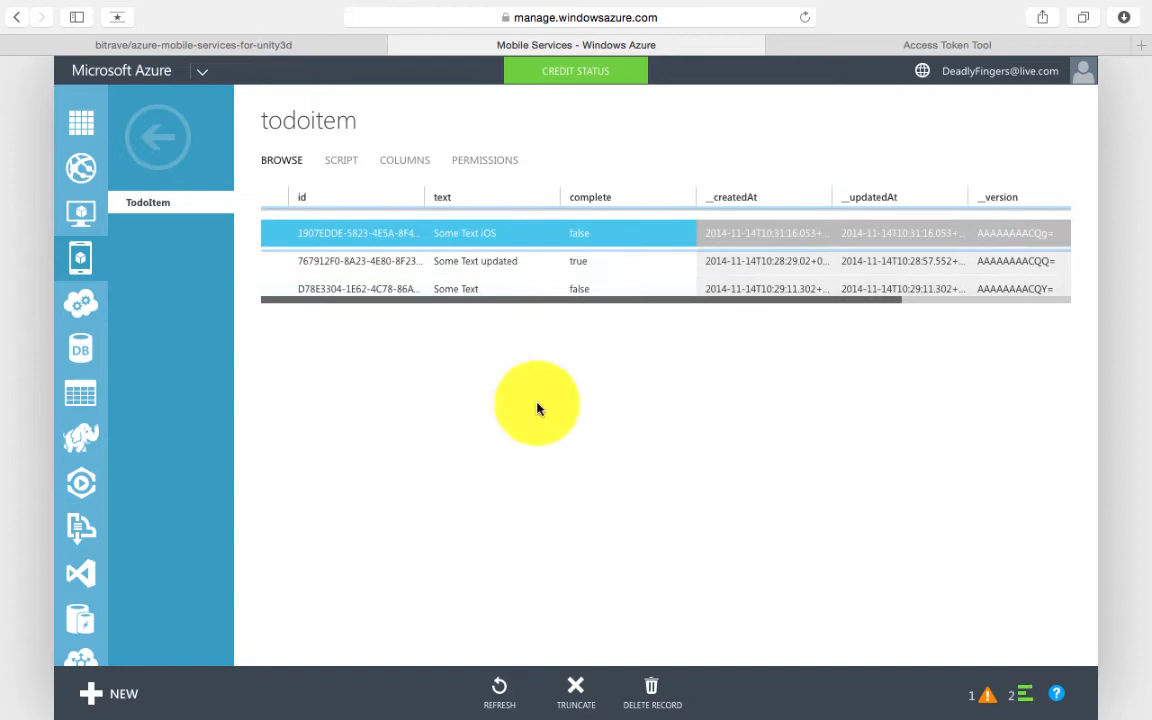 manage.windowsazure.com
bitrave/azure-mobile-services-for-unity3d
Mobile Services - Windows Azure
Access Token Tool
Microsoft Azure
CREDIT STATUS
DeadlyFingers@live.com
TodoItem
DB
todoitem
BROWSE SCRIPT COLUMNS PERMISSIONS
id text complete __createdAt __updatedAt __version
1907EDDE-5823-4E5A-8F4... Some Text iOS false 2014-11-14T10:31:16.053+... 2014-11-14T10:31:16.053+... AAAAAAAACQg=
767912F0-8A23-4E80-8F23... Some Text updated true 2014-11-14T10:28:29.02+0... 2014-11-14T10:28:57.552+... AAAAAAAACQQ=
D78E3304-1E62-4C78-86A... Some Text false 2014-11-14T10:29:11.302+... 2014-11-14T10:29:11.302+... AAAAAAAACQY=
NEW
REFRESH
TRUNCATE
DELETE RECORD
1
2
?